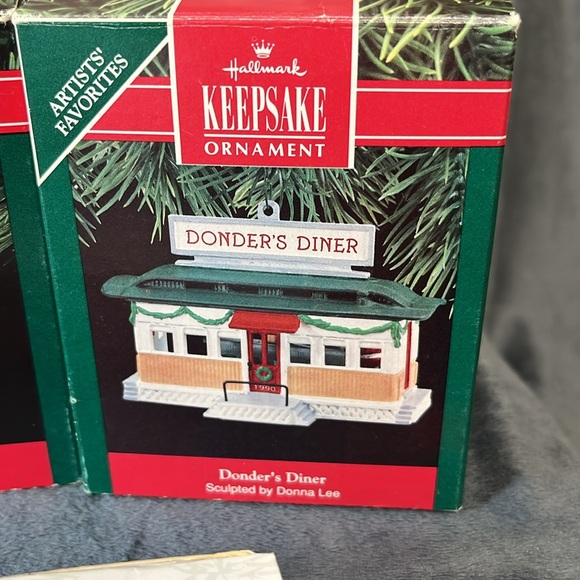 ARTISTS'
FAVORITES
Hallmark
KEEPSAKE
ORNAMENT
DONDER'S DINER
1990
Donder's Diner
Sculpted by Donna Lee